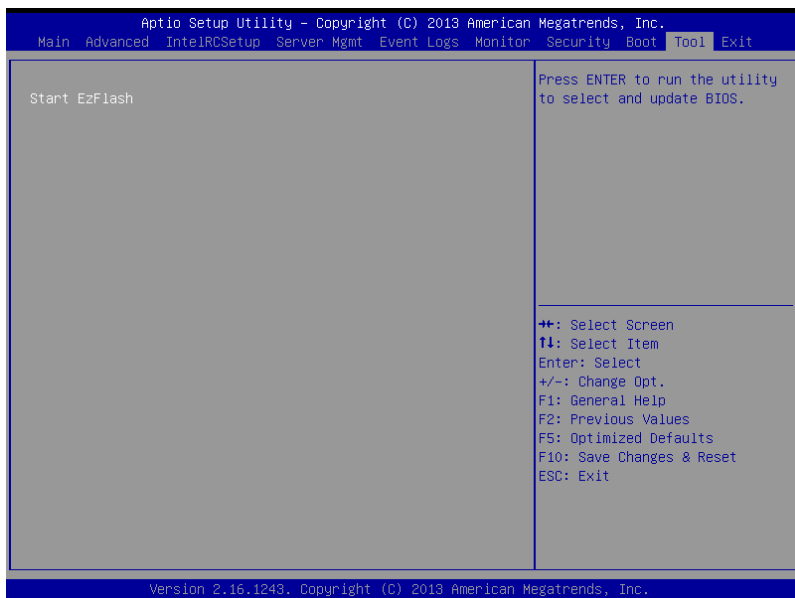 Aptio Setup Utility – Copyright (C) 2013 American Megatrends, Inc.
Main Advanced IntelRCSetup Server Mgmt Event Logs Monitor Security Boot Tool Exit
Start EzFlash
Press ENTER to run the utility
to select and update BIOS.
→←: Select Screen
↑↓: Select Item
Enter: Select
+/-: Change Opt.
F1: General Help
F2: Previous Values
F5: Optimized Defaults
F10: Save Changes & Reset
ESC: Exit
Version 2.16.1243. Copyright (C) 2013 American Megatrends, Inc.